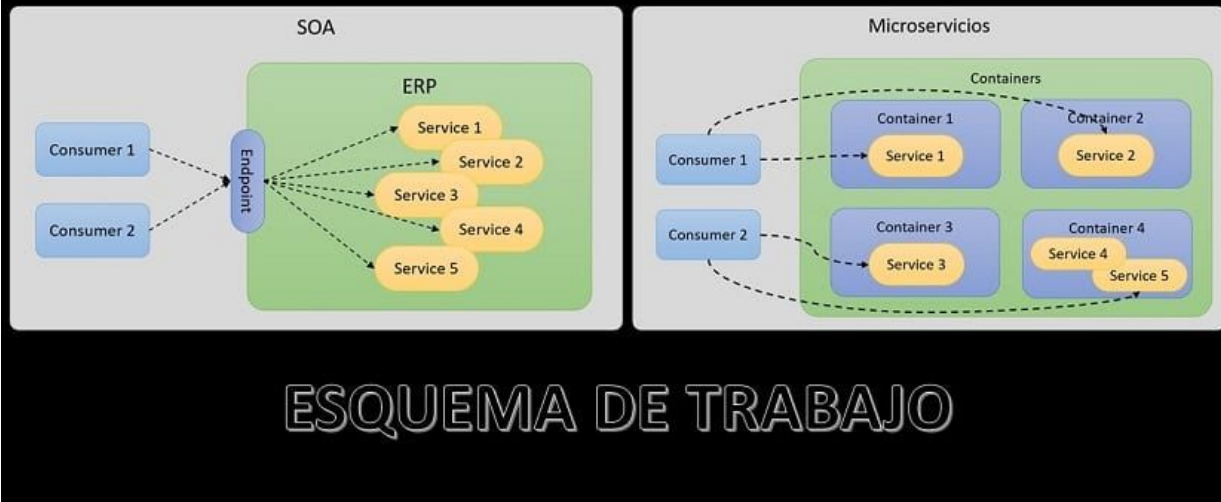 SOA
ERP
Consumer 1
Consumer 2
Endpoint
Service 1
Service 2
Service 3
Service 4
Service 5
Microservicios
Containers
Consumer 1
Consumer 2
Container 1
Service 1
Container 2
Service 2
Container 3
Service 3
Container 4
Service 4
Service 5
ESQUEMA DE TRABAJO